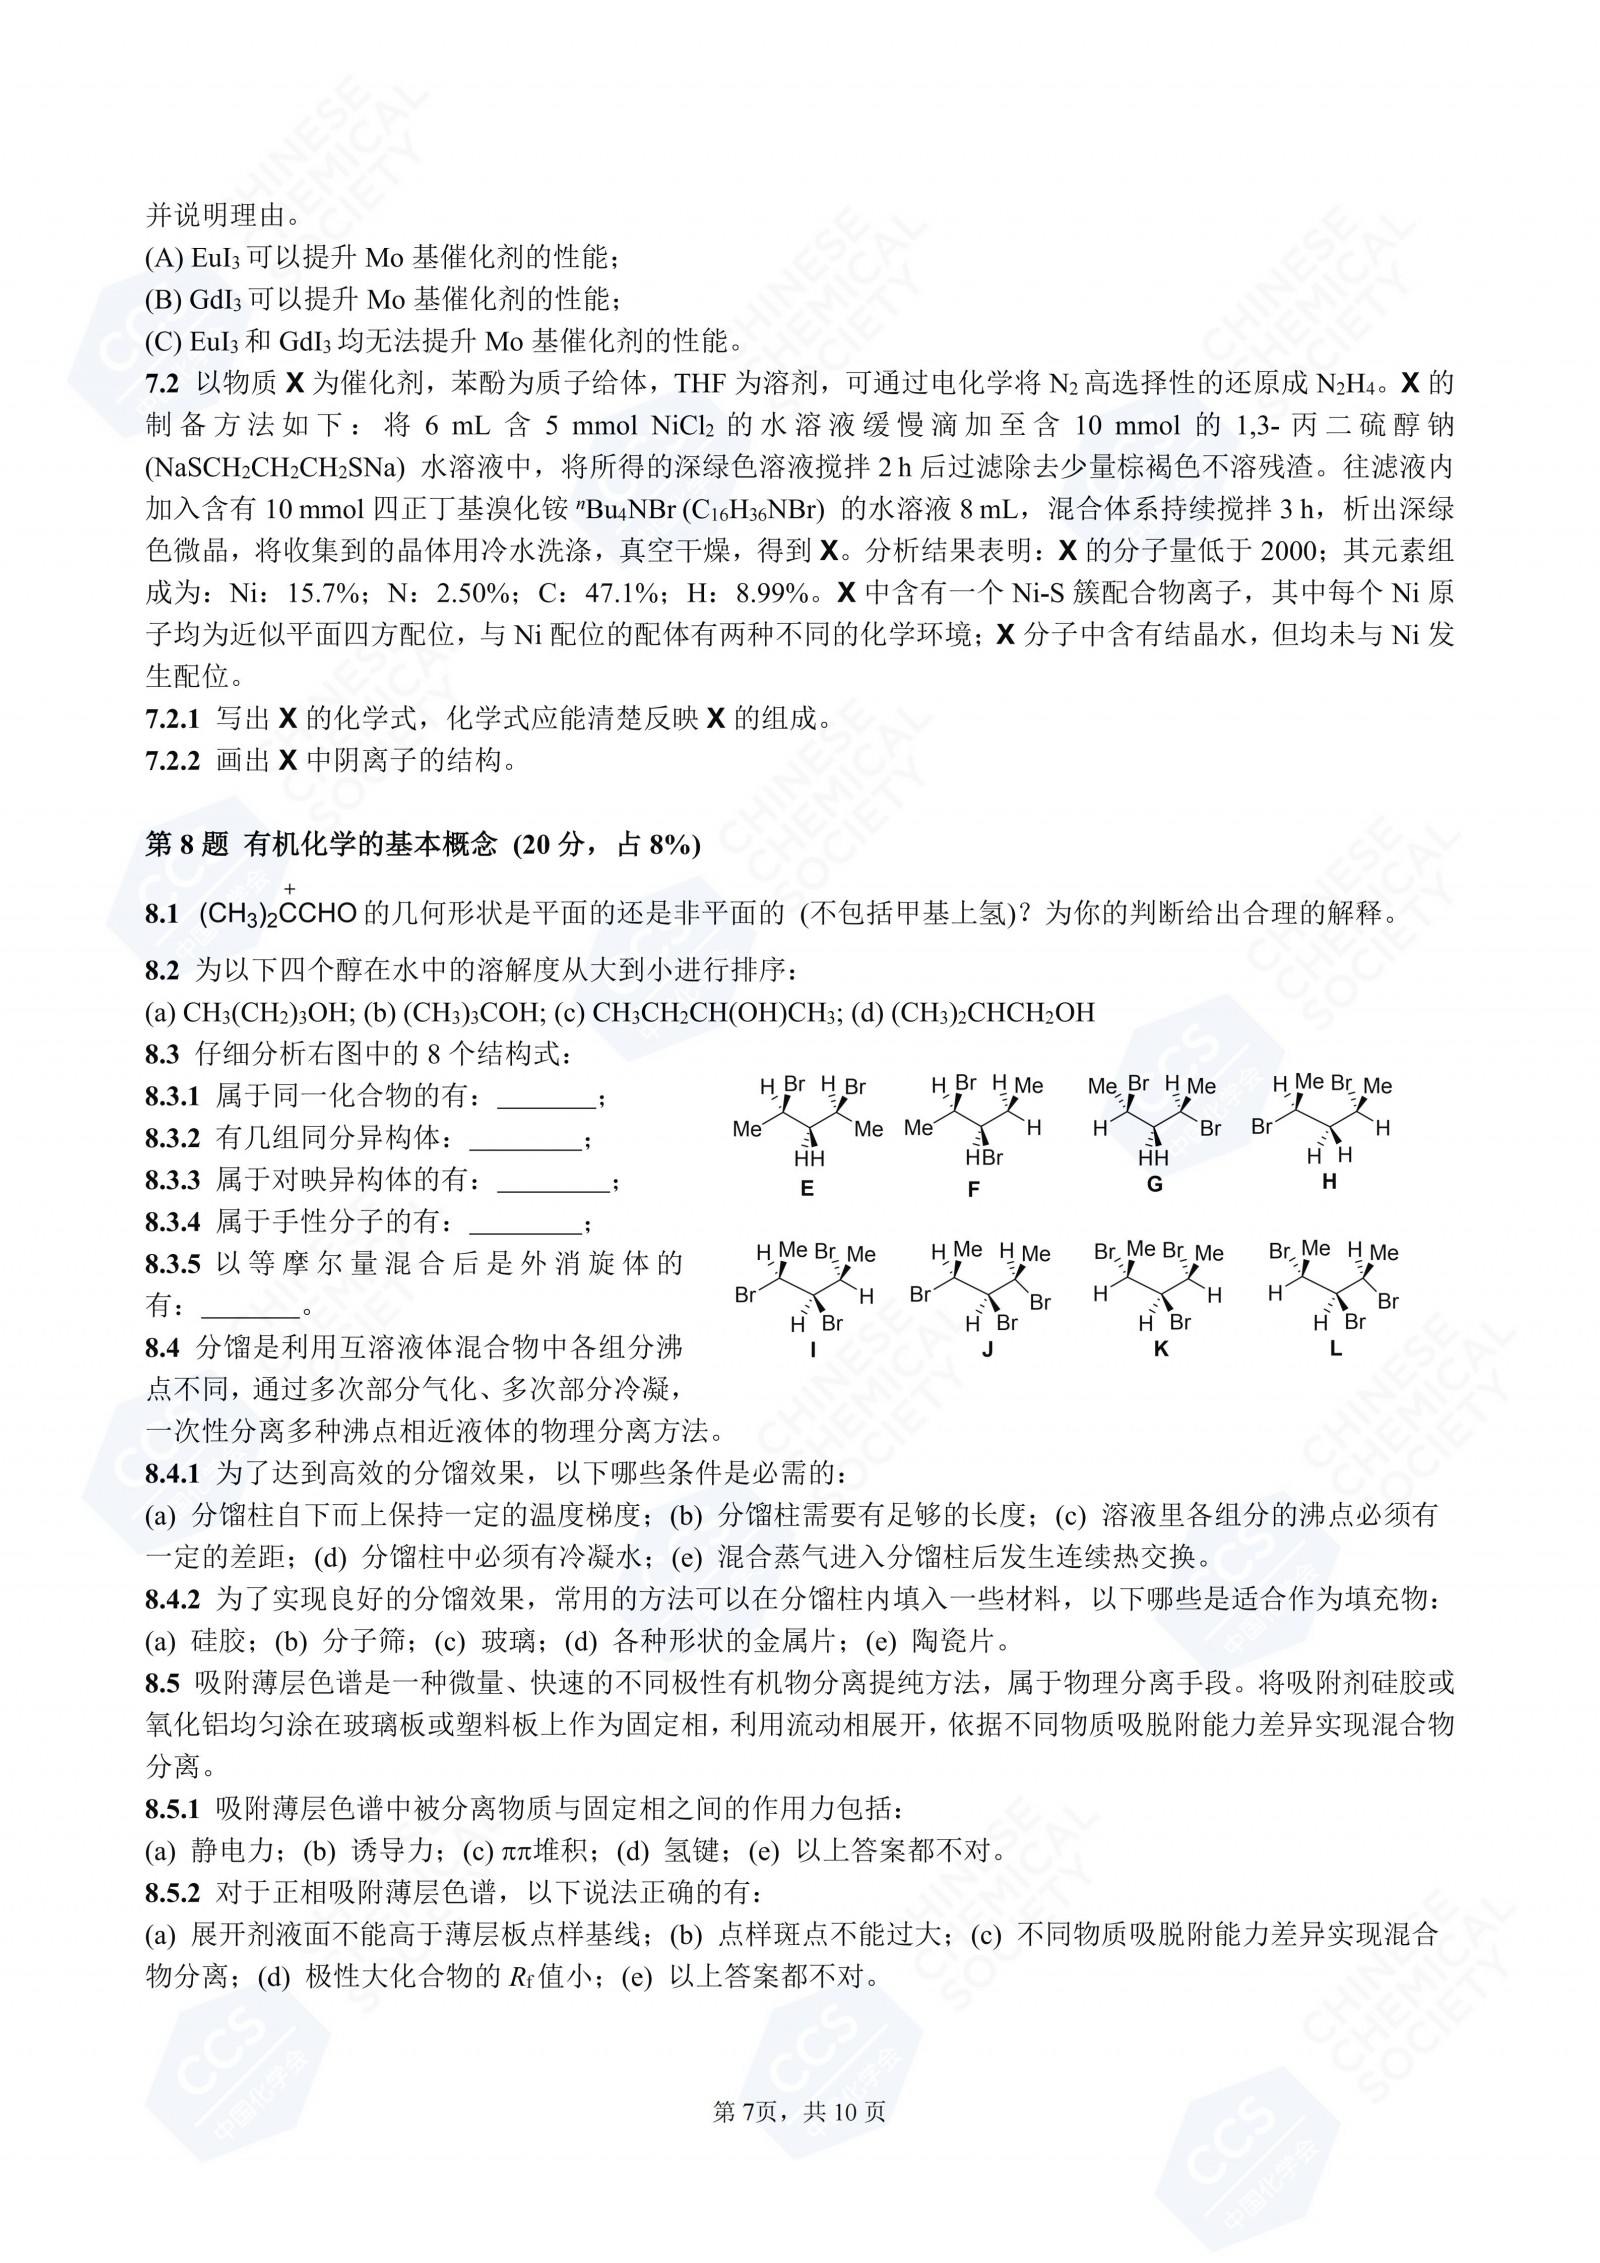 并说明理由。
(A) EuI₃可以提升 Mo 基催化剂的性能；
(B) GdI₃可以提升 Mo 基催化剂的性能；
(C) EuI₃和 GdI₃均无法提升 Mo 基催化剂的性能。
7.2 以物质 X 为催化剂，苯酚为质子给体，THF 为溶剂，可通过电化学将 N₂高选择性的还原成 N₂H₄。X 的
制备方法如下：将 6 mL 含 5 mmol NiCl₂ 的水溶液缓慢滴加至含 10 mmol 的 1,3-丙二硫醇钠
(NaSCH₂CH₂CH₂SNa) 水溶液中，将所得的深绿色溶液搅拌 2 h 后过滤除去少量棕褐色不溶残渣。往滤液内
加入含有 10 mmol 四正丁基溴化铵 ⁿBu₄NBr (C₁₆H₃₆NBr) 的水溶液 8 mL，混合体系持续搅拌 3 h，析出深绿
色微晶，将收集到的晶体用冷水洗涤，真空干燥，得到 X。分析结果表明：X 的分子量低于 2000；其元素组
成为：Ni：15.7%；N：2.50%；C：47.1%；H：8.99%。X 中含有一个 Ni-S 簇配合物离子，其中每个 Ni 原
子均为近似平面四方配位，与 Ni 配位的配体有两种不同的化学环境；X 分子中含有结晶水，但均未与 Ni 发
生配位。
7.2.1 写出 X 的化学式，化学式应能清楚反映 X 的组成。
7.2.2 画出 X 中阴离子的结构。
第 8 题 有机化学的基本概念 (20 分，占 8%)
+
8.1 (CH₃)₂CCHO 的几何形状是平面的还是非平面的 (不包括甲基上氢)？为你的判断给出合理的解释。
8.2 为以下四个醇在水中的溶解度从大到小进行排序：
(a) CH₃(CH₂)₃OH; (b) (CH₃)₃COH; (c) CH₃CH₂CH(OH)CH₃; (d) (CH₃)₂CHCH₂OH
8.3 仔细分析右图中的 8 个结构式：
8.3.1 属于同一化合物的有：________；
8.3.2 有几组同分异构体：________；
8.3.3 属于对映异构体的有：________；
8.3.4 属于手性分子的有：________；
8.3.5 以等摩尔量混合后是外消旋体的
有：________。
H Br H Br
Me Me
HH
E
H Br H Me
Me H
HBr
F
Me Br H Me
H Br
HH
G
H Me Br Me
Br H
H H
H
H Me Br Me
Br H
H Br
I
H Me H Me
Br Br
H Br
J
Br Me Br Me
H H
H Br
K
Br Me H Me
H Br
H Br
L
8.4 分馏是利用互溶液体混合物中各组分沸
点不同，通过多次部分气化、多次部分冷凝，
一次性分离多种沸点相近液体的物理分离方法。
8.4.1 为了达到高效的分馏效果，以下哪些条件是必需的：
(a) 分馏柱自下而上保持一定的温度梯度；(b) 分馏柱需要有足够的长度；(c) 溶液里各组分的沸点必须有
一定的差距；(d) 分馏柱中必须有冷凝水；(e) 混合蒸气进入分馏柱后发生连续热交换。
8.4.2 为了实现良好的分馏效果，常用的方法可以在分馏柱内填入一些材料，以下哪些是适合作为填充物：
(a) 硅胶；(b) 分子筛；(c) 玻璃；(d) 各种形状的金属片；(e) 陶瓷片。
8.5 吸附薄层色谱是一种微量、快速的不同极性有机物分离提纯方法，属于物理分离手段。将吸附剂硅胶或
氧化铝均匀涂在玻璃板或塑料板上作为固定相，利用流动相展开，依据不同物质吸脱附能力差异实现混合物
分离。
8.5.1 吸附薄层色谱中被分离物质与固定相之间的作用力包括：
(a) 静电力；(b) 诱导力；(c) ππ堆积；(d) 氢键；(e) 以上答案都不对。
8.5.2 对于正相吸附薄层色谱，以下说法正确的有：
(a) 展开剂液面不能高于薄层板点样基线；(b) 点样斑点不能过大；(c) 不同物质吸脱附能力差异实现混合
物分离；(d) 极性大化合物的 Rf 值小；(e) 以上答案都不对。
第 7页，共 10 页
CCS
中国化学会
CHINESE
CHEMICAL
SOCIETY